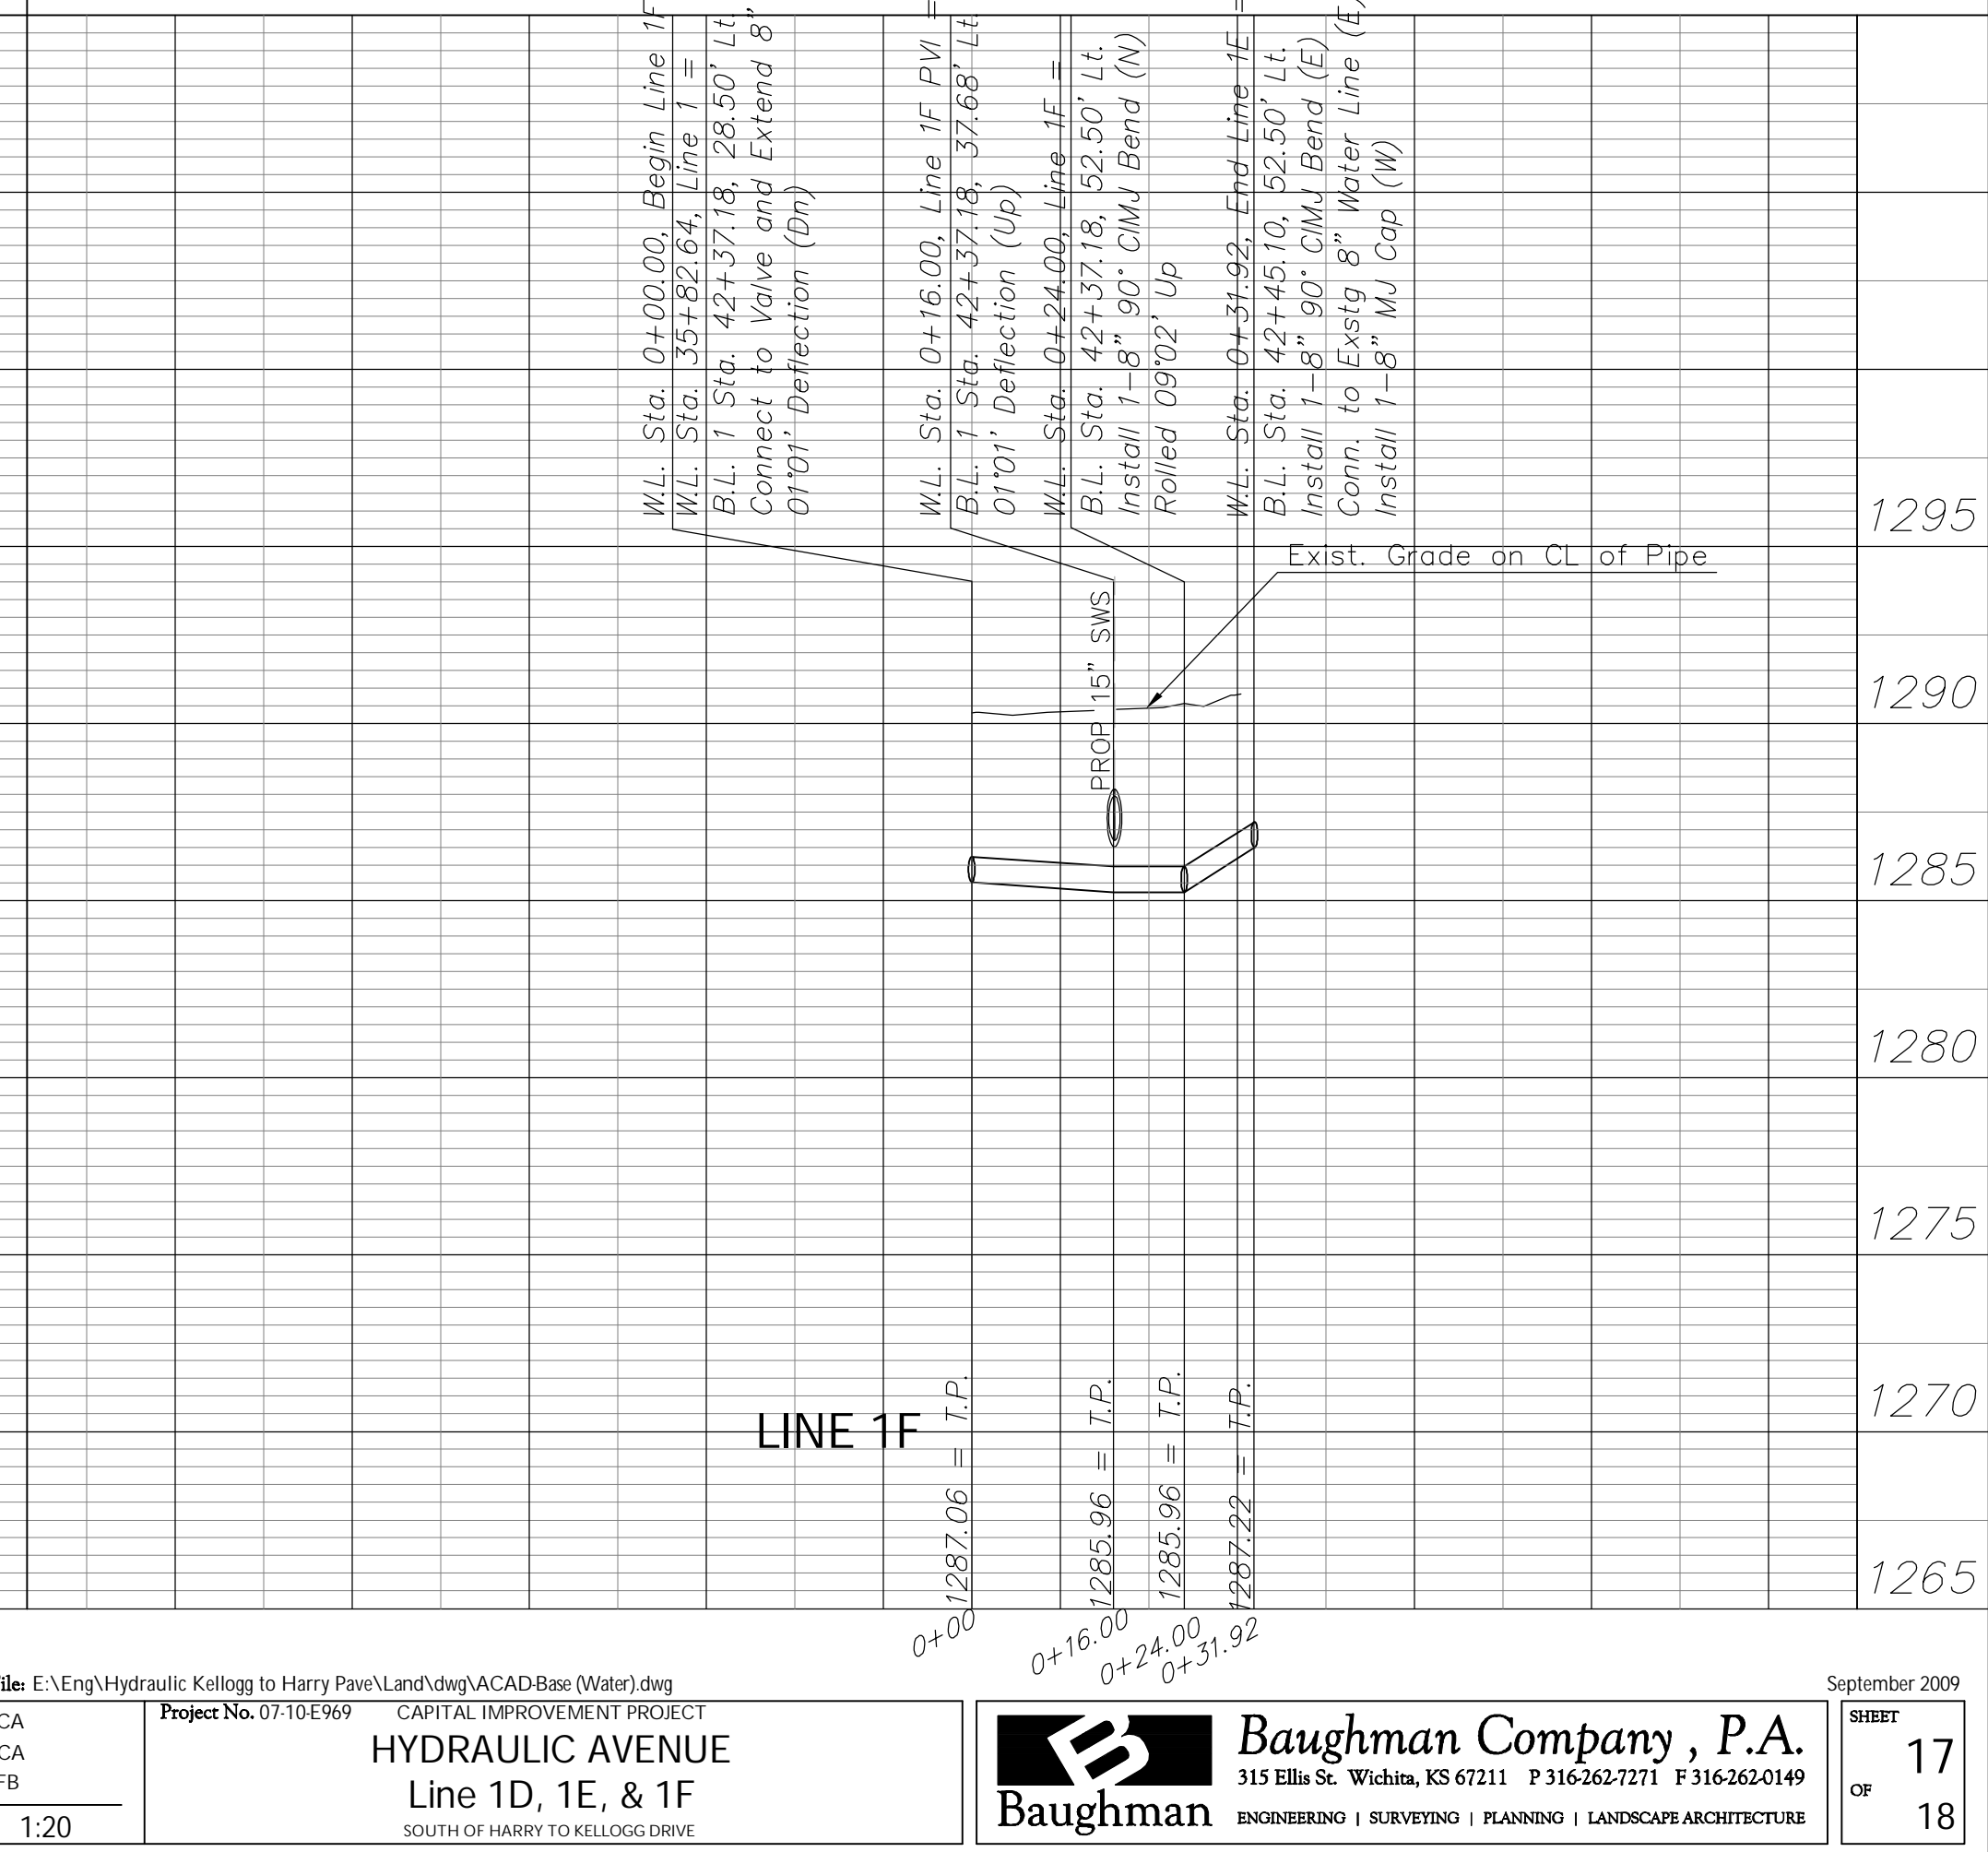 W.L. Sta. 0+00.00, Begin Line 1F
W.L. Sta. 35+82.64, Line 1 =
B.L. 1 Sta. 42+37.18, 28.50' Lt.
Connect to Valve and Extend 8"
01°01' Deflection (Dn)
W.L. Sta. 0+16.00, Line 1F PVI =
B.L. 1 Sta. 42+37.18, 37.68' Lt.
01°01' Deflection (Up)
W.L. Sta. 0+24.00, Line 1F =
B.L. Sta. 42+37.18, 52.50' Lt.
Install 1-8" 90° CIMJ Bend (N)
Rolled 09°02' Up
W.L. Sta. 0+31.92, End Line 1E =
B.L. Sta. 42+45.10, 52.50' Lt.
Install 1-8" 90° CIMJ Bend (E)
Conn. to Exstg 8" Water Line (E)
Install 1-8" MJ Cap (W)
1295
Exist. Grade on CL of Pipe
PROP 15" SWS
1290
1285
1280
1275
1270
1265
LINE 1F
1287.06 = T.P.
1285.96 = T.P.
1285.96 = T.P.
1287.22 = T.P.
0+00
0+16.00
0+24.00
0+31.92
ile: E:\Eng\Hydraulic Kellogg to Harry Pave\Land\dwg\ACAD-Base (Water).dwg
September 2009
CA
CA
FB
1:20
Project No. 07-10-E969
CAPITAL IMPROVEMENT PROJECT
HYDRAULIC AVENUE
Line 1D, 1E, & 1F
SOUTH OF HARRY TO KELLOGG DRIVE
B
Baughman
Baughman Company , P.A.
315 Ellis St. Wichita, KS 67211 P 316-262-7271 F 316-262-0149
ENGINEERING | SURVEYING | PLANNING | LANDSCAPE ARCHITECTURE
SHEET
17
OF
18